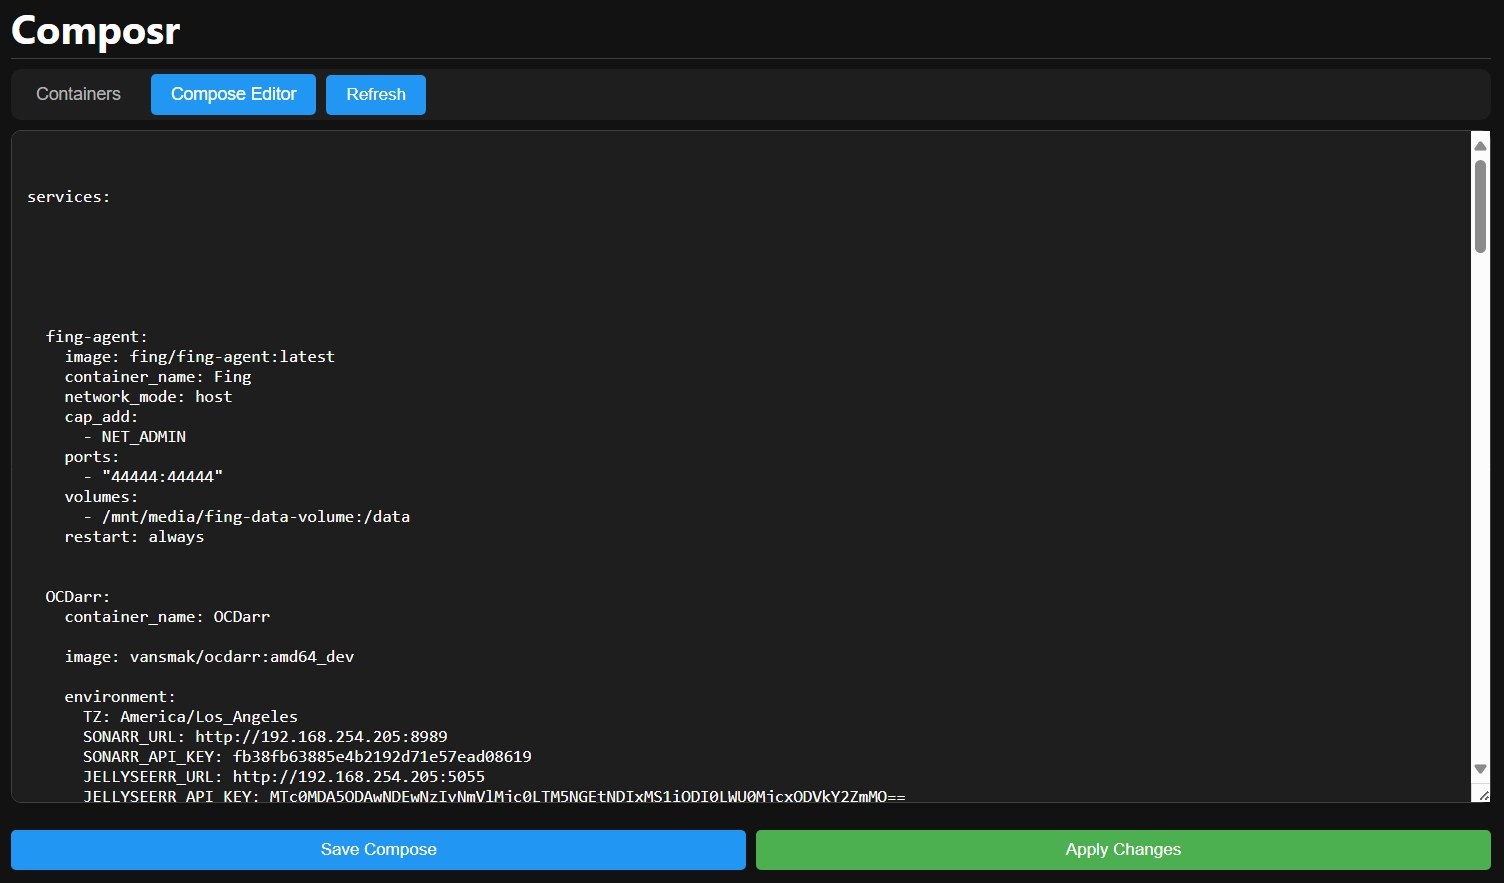 Composr
Containers
Compose Editor
Refresh
services:
fing-agent:
image: fing/fing-agent:latest
container_name: Fing
network_mode: host
cap_add:
- NET_ADMIN
ports:
- "44444:44444"
volumes:
- /mnt/media/fing-data-volume:/data
restart: always
OCDarr:
container_name: OCDarr
image: vansmak/ocdarr:amd64_dev
environment:
TZ: America/Los_Angeles
SONARR_URL: http://192.168.254.205:8989
SONARR_API_KEY: fb38fb63885e4b2192d71e57ead08619
JELLYSEERR_URL: http://192.168.254.205:5055
JELLYSEERR_API_KEY:
Save Compose
Apply Changes